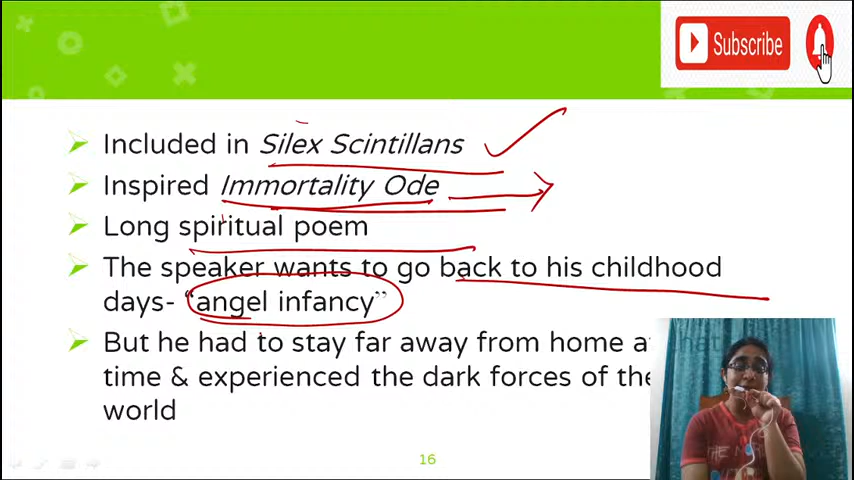 Subscribe
Included in Silex Scintillans
Inspired Immortality Ode
Long spiritual poem
The speaker wants to go back to his childhood
days- “angel infancy”
But he had to stay far away from home at that
time & experienced the dark forces of the
world
16